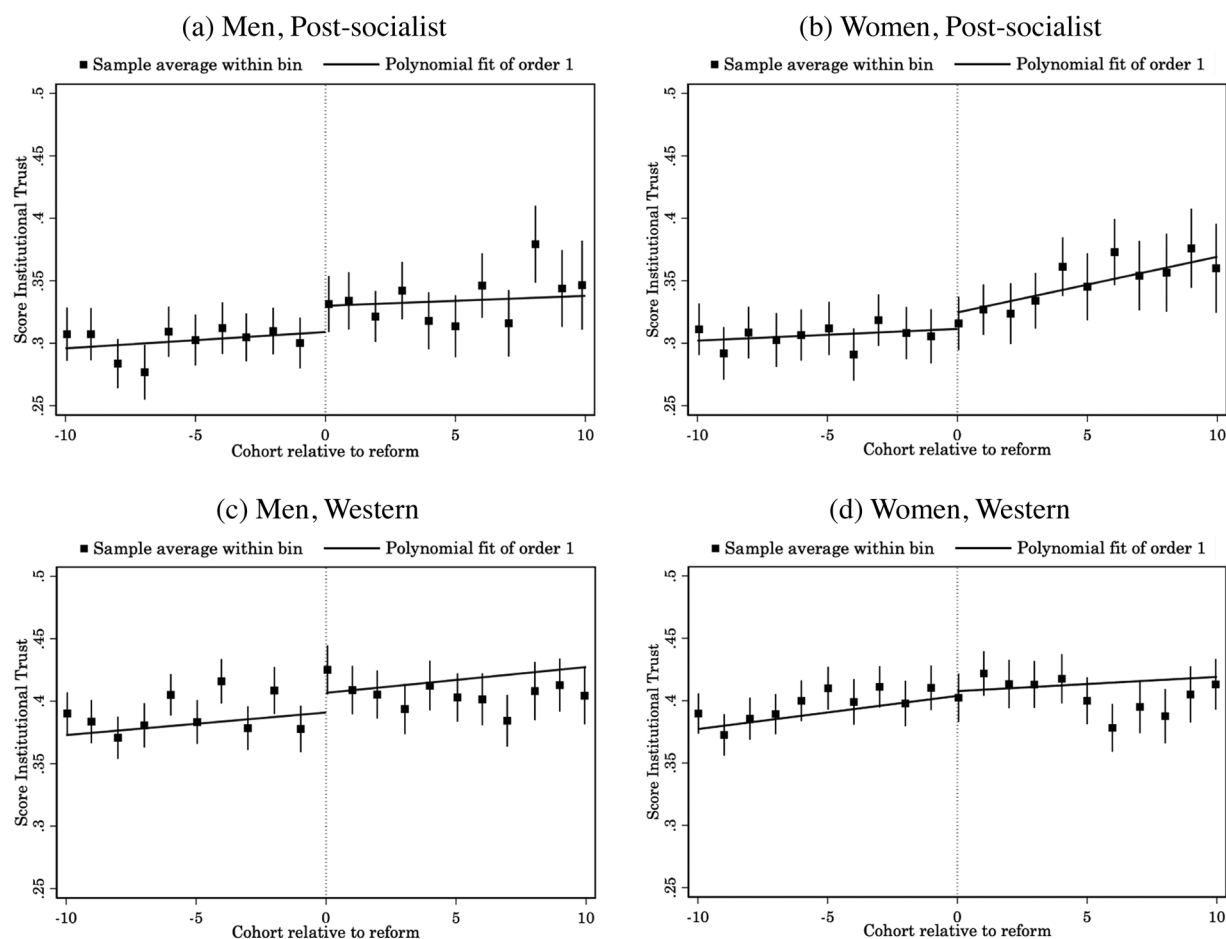 (a) Men, Post-socialist
Sample average within bin Polynomial fit of order 1
Score Institutional Trust
.5
.45
.4
.35
.3
.25
-10 -5 0 5 10
Cohort relative to reform
(b) Women, Post-socialist
Sample average within bin Polynomial fit of order 1
Score Institutional Trust
.5
.45
.4
.35
.3
.25
-10 -5 0 5 10
Cohort relative to reform
(c) Men, Western
Sample average within bin Polynomial fit of order 1
Score Institutional Trust
.5
.45
.4
.35
.3
.25
-10 -5 0 5 10
Cohort relative to reform
(d) Women, Western
Sample average within bin Polynomial fit of order 1
Score Institutional Trust
.5
.45
.4
.35
.3
.25
-10 -5 0 5 10
Cohort relative to reform